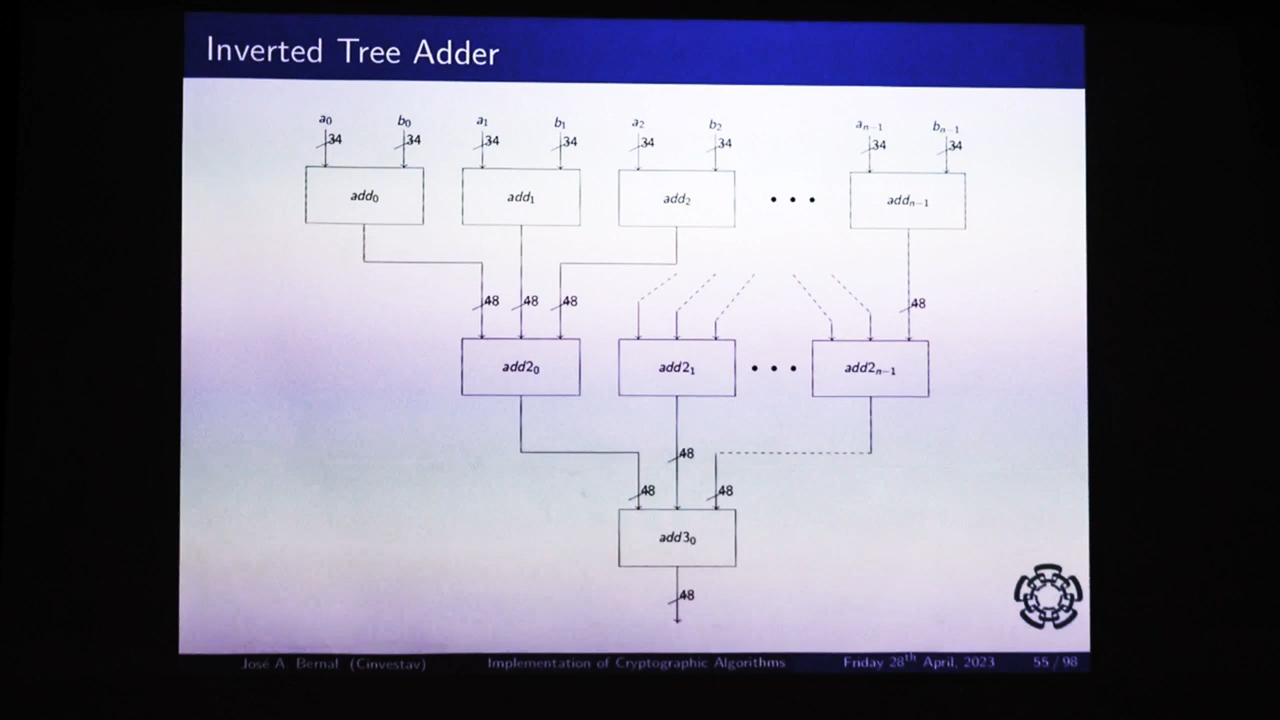 Inverted Tree Adder
a₀ b₀ a₁ b₁ a₂ b₂ aₙ₋₁ bₙ₋₁
34 34 34 34 34 34 34 34
add₀ add₁ add₂ • • • addₙ₋₁
48 48 48 48
add2₀ add2₁ • • • add2ₙ₋₁
48
48 48
add3₀
48
José A. Bernal (Cinvestav) Implementation of Cryptographic Algorithms Friday 28th April, 2023 55 / 98